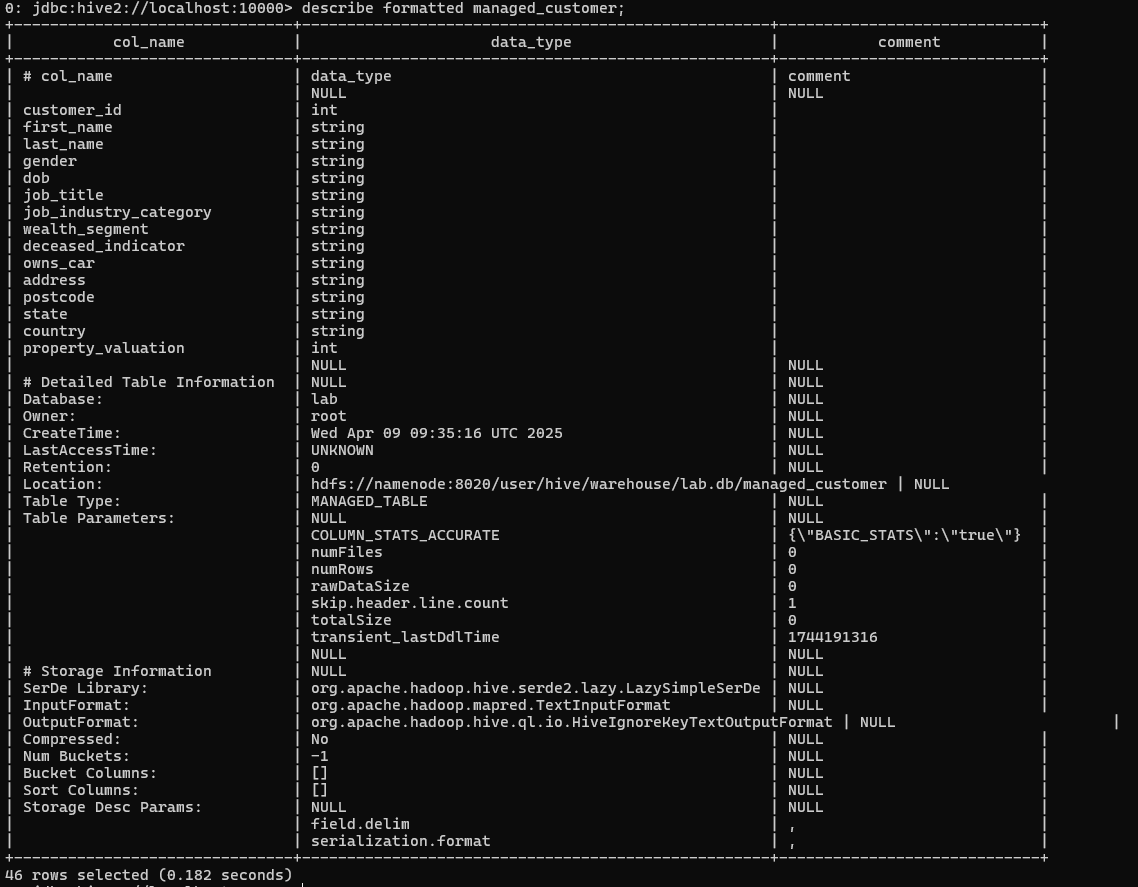 0: jdbc:hive2://localhost:10000> describe formatted managed_customer;
+-------------------------------+----------------------------------------------------+-----------------------------+
| col_name | data_type | comment |
+-------------------------------+----------------------------------------------------+-----------------------------+
| # col_name | data_type | comment |
| | NULL | NULL |
| customer_id | int | |
| first_name | string | |
| last_name | string | |
| gender | string | |
| dob | string | |
| job_title | string | |
| job_industry_category | string | |
| wealth_segment | string | |
| deceased_indicator | string | |
| owns_car | string | |
| address | string | |
| postcode | string | |
| state | string | |
| country | string | |
| property_valuation | int | |
| | NULL | NULL |
| # Detailed Table Information | NULL | NULL |
| Database: | lab | NULL |
| Owner: | root | NULL |
| CreateTime: | Wed Apr 09 09:35:16 UTC 2025 | NULL |
| LastAccessTime: | UNKNOWN | NULL |
| Retention: | 0 | NULL |
| Location: | hdfs://namenode:8020/user/hive/warehouse/lab.db/managed_customer | NULL
| Table Type: | MANAGED_TABLE | NULL |
| Table Parameters: | NULL | NULL |
| | COLUMN_STATS_ACCURATE | {\"BASIC_STATS\":\"true\"} |
| | numFiles | 0 |
| | numRows | 0 |
| | rawDataSize | 0 |
| | skip.header.line.count | 1 |
| | totalSize | 0 |
| | transient_lastDdlTime | 1744191316 |
| | NULL | NULL |
| # Storage Information | NULL | NULL |
| SerDe Library: | org.apache.hadoop.hive.serde2.lazy.LazySimpleSerDe | NULL |
| InputFormat: | org.apache.hadoop.mapred.TextInputFormat | NULL |
| OutputFormat: | org.apache.hadoop.hive.ql.io.HiveIgnoreKeyTextOutputFormat | NULL |
| Compressed: | No | NULL |
| Num Buckets: | -1 | NULL |
| Bucket Columns: | [] | NULL |
| Sort Columns: | [] | NULL |
| Storage Desc Params: | NULL | NULL |
| | field.delim | , |
| | serialization.format | , |
+-------------------------------+----------------------------------------------------+-----------------------------+
46 rows selected (0.182 seconds)